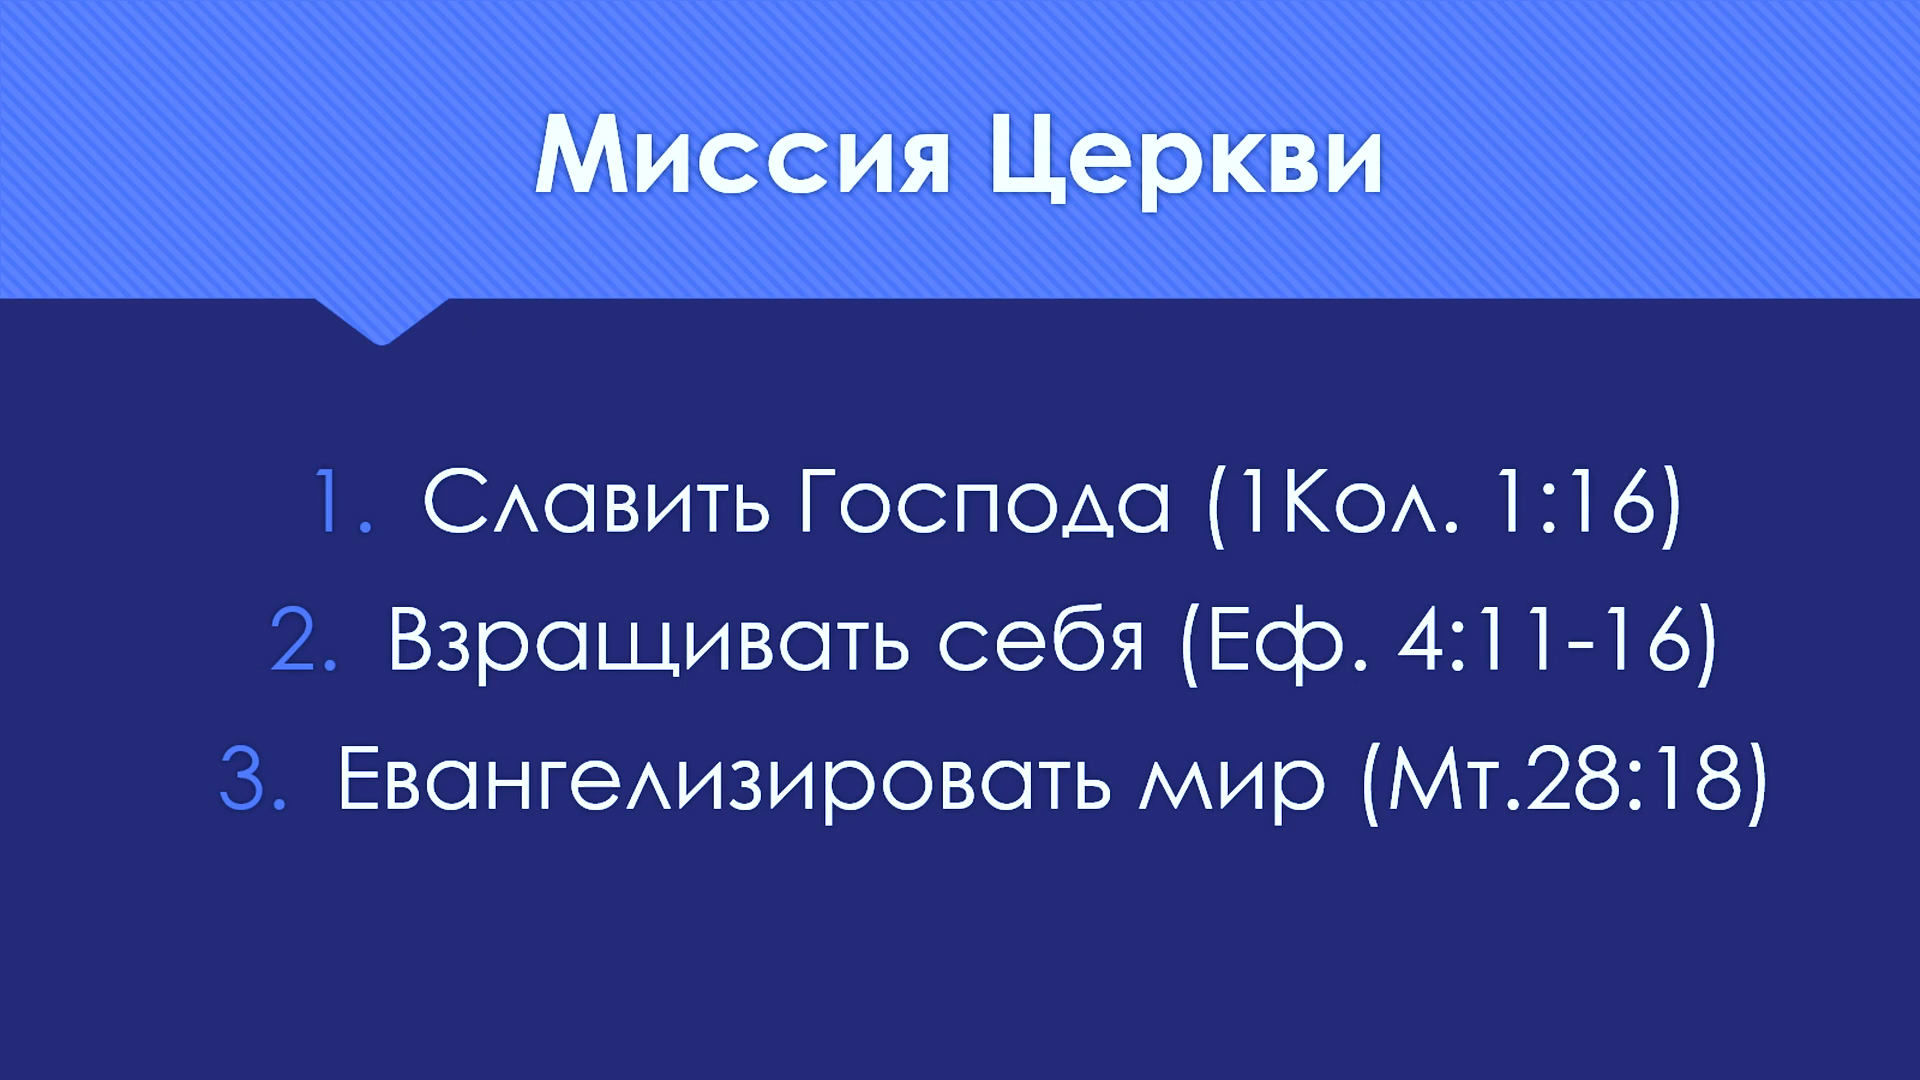 Миссия Церкви
1. Славить Господа (1Кол. 1:16)
2. Взращивать себя (Еф. 4:11-16)
3. Евангелизировать мир (Мт.28:18)